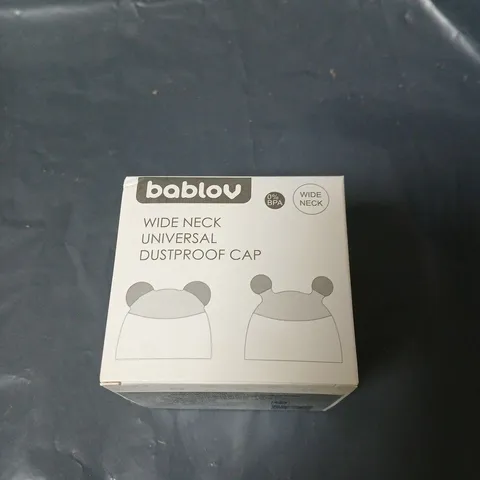 bablov
0%
BPA
WIDE
NECK
WIDE NECK
UNIVERSAL
DUSTPROOF CAP